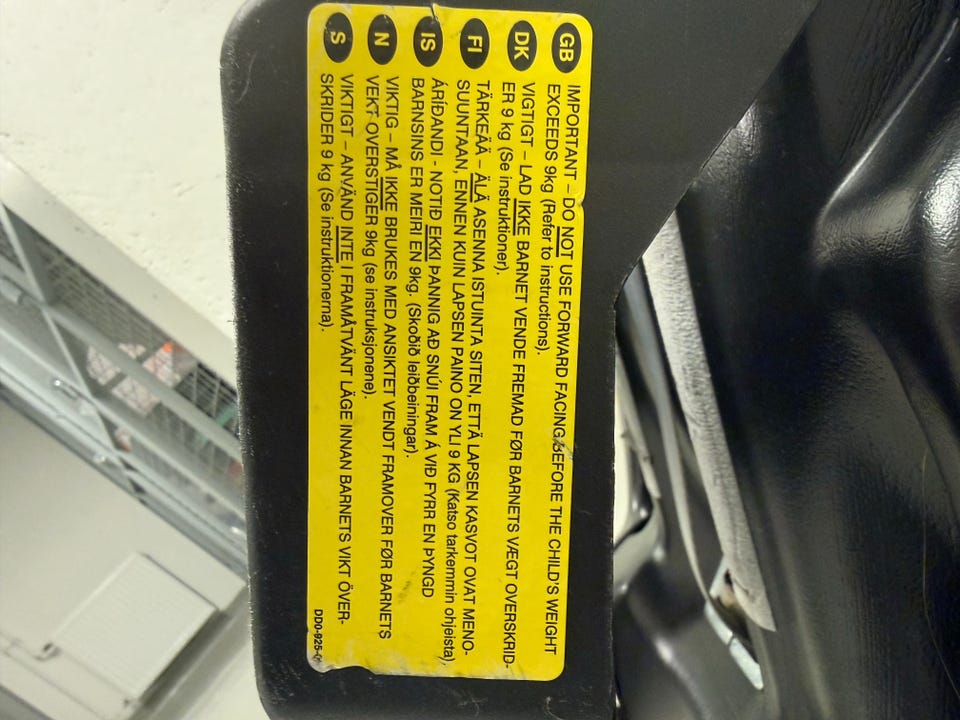 GB IMPORTANT – DO NOT USE FORWARD FACING BEFORE THE CHILD'S WEIGHT
EXCEEDS 9kg (Refer to instructions).
DK VIGTIGT – LAD IKKE BARNET VENDE FREMAD FØR BARNETS VÆGT OVERSKRID-
ER 9 kg (Se instruktioner).
FI TÄRKEÄÄ – ÄLÄ ASENNA ISTUINTA SITEN, ETTÄ LAPSEN KASVOT OVAT MENO-
SUUNTAAN, ENNEN KUIN LAPSEN PAINO ON YLI 9 KG (Katso tarkemmin ohjeista).
IS ÁRÍÐANDI - NOTIÐ EKKI ÞANNIG AÐ SNÚI FRAM Á VIÐ FYRR EN ÞYNGD
BARNSINS ER MEIRI EN 9kg. (Skoðið leiðbeiningar).
N VIKTIG – MÅ IKKE BRUKES MED ANSIKTET VENDT FRAMOVER FØR BARNETS
VEKT OVERSTIGER 9kg (se instruksjonene).
S VIKTIGT – ANVÄND INTE I FRAMÅTVÄNT LÄGE INNAN BARNETS VIKT ÖVER-
SKRIDER 9 kg (Se instruktionerna).
DD0-925-0